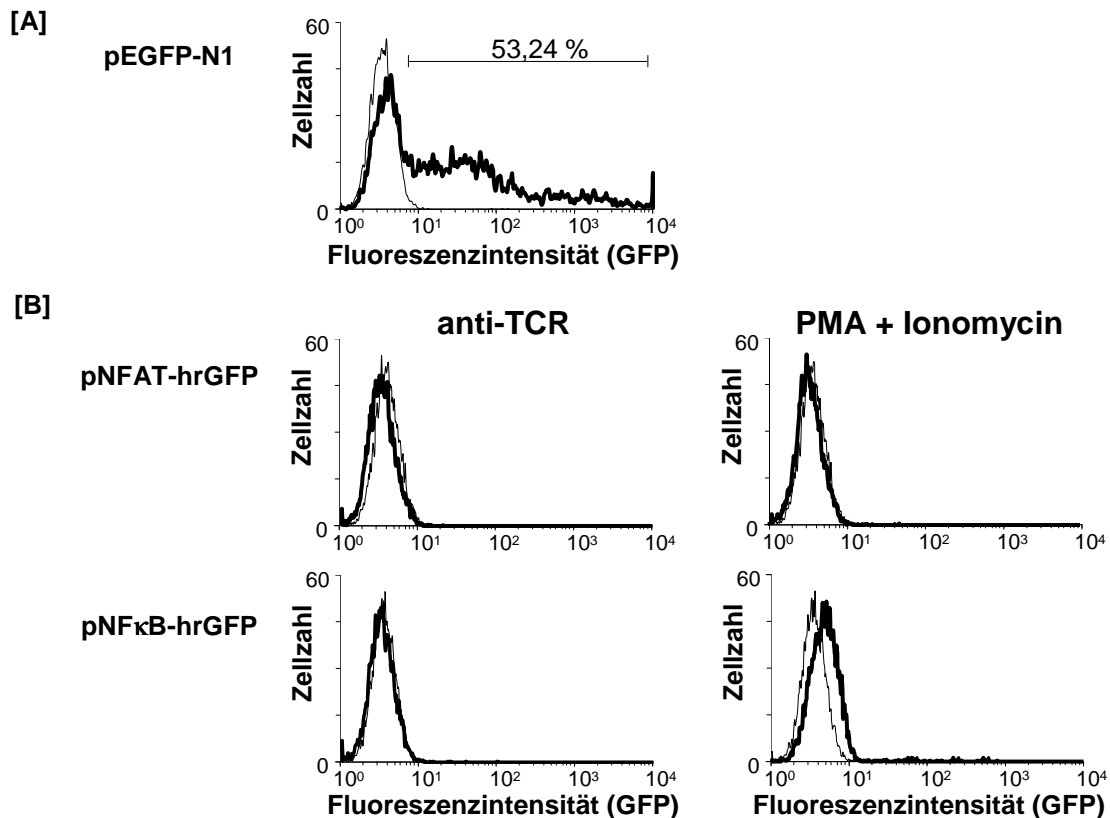 [A]
pEGFP-N1
60
Zellzahl
0
53,24 %
10⁰ 10¹ 10² 10³ 10⁴
Fluoreszenzintensität (GFP)
[B]
anti-TCR
PMA + Ionomycin
pNFAT-hrGFP
60
Zellzahl
0
10⁰ 10¹ 10² 10³ 10⁴
60
Zellzahl
0
10⁰ 10¹ 10² 10³ 10⁴
pNFκB-hrGFP
60
Zellzahl
0
10⁰ 10¹ 10² 10³ 10⁴
Fluoreszenzintensität (GFP)
60
Zellzahl
0
10⁰ 10¹ 10² 10³ 10⁴
Fluoreszenzintensität (GFP)